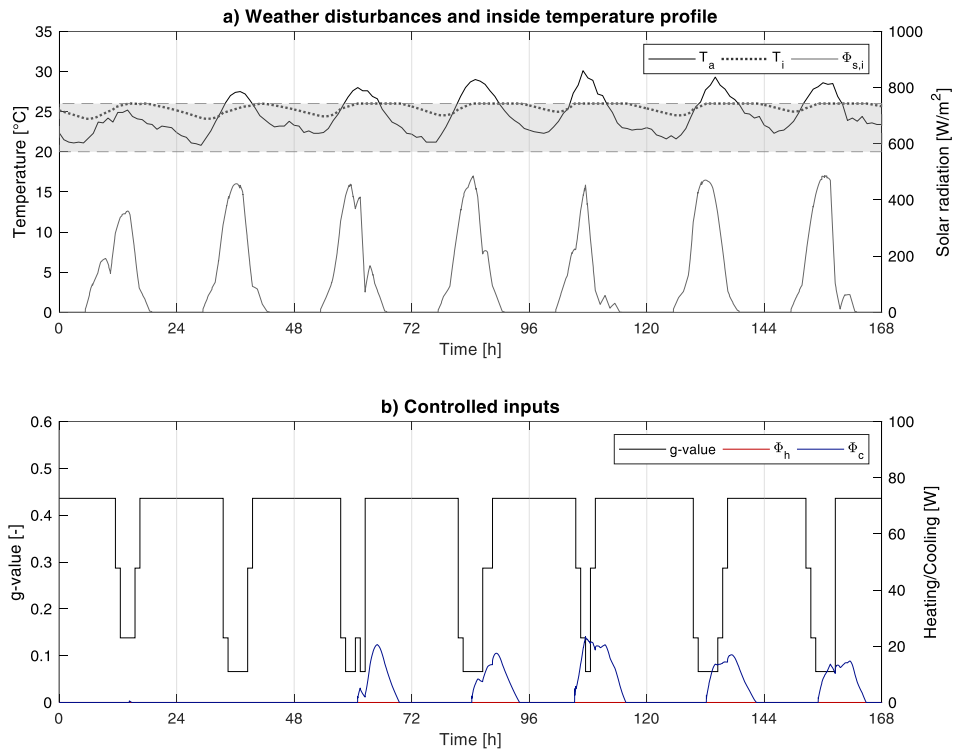 a) Weather disturbances and inside temperature profile
35
30
25
20
15
10
5
0
Temperature [°C]
1000
800
600
400
200
0
Solar radiation [W/m²]
T_a T_i Φ_s,i
0 24 48 72 96 120 144 168
Time [h]
b) Controlled inputs
0.6
0.5
0.4
0.3
0.2
0.1
0
g-value [-]
100
80
60
40
20
0
Heating/Cooling [W]
g-value Φ_h Φ_c
0 24 48 72 96 120 144 168
Time [h]